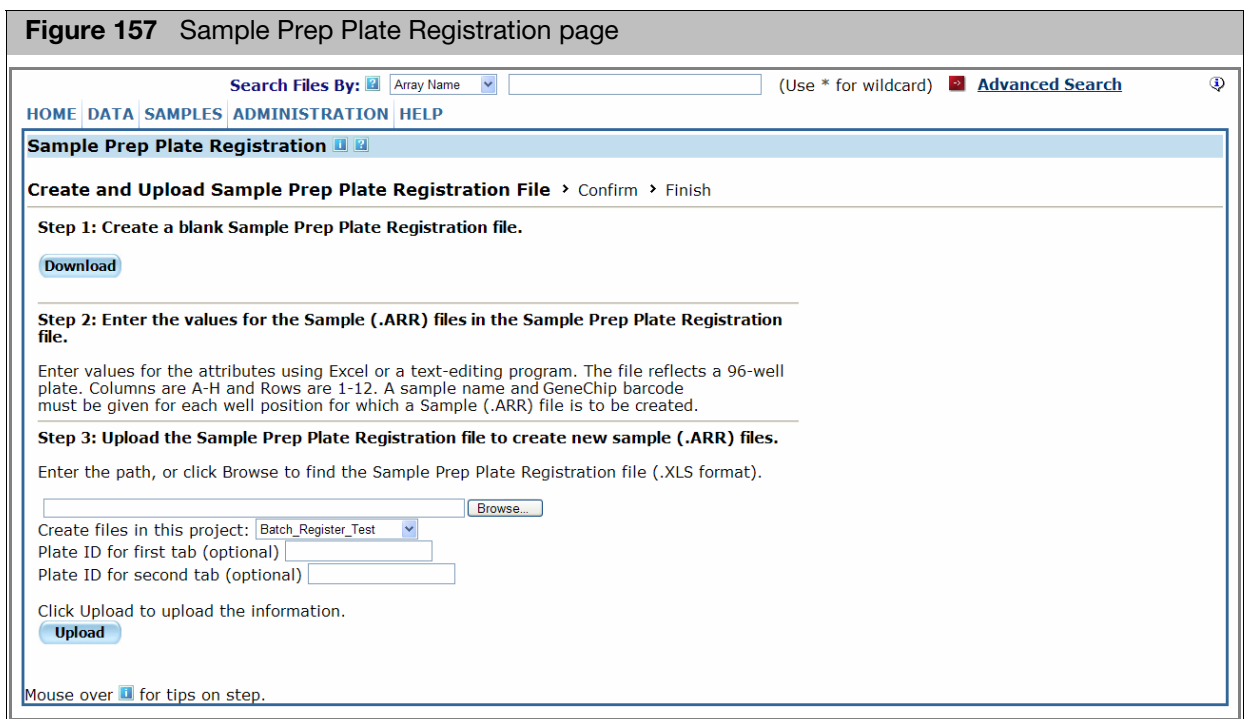 Figure 157 Sample Prep Plate Registration page
Search Files By: Array Name (Use * for wildcard) Advanced Search
HOME DATA SAMPLES ADMINISTRATION HELP
Sample Prep Plate Registration
Create and Upload Sample Prep Plate Registration File > Confirm > Finish
Step 1: Create a blank Sample Prep Plate Registration file.
Download
Step 2: Enter the values for the Sample (.ARR) files in the Sample Prep Plate Registration
file.
Enter values for the attributes using Excel or a text-editing program. The file reflects a 96-well
plate. Columns are A-H and Rows are 1-12. A sample name and GeneChip barcode
must be given for each well position for which a Sample (.ARR) file is to be created.
Step 3: Upload the Sample Prep Plate Registration file to create new sample (.ARR) files.
Enter the path, or click Browse to find the Sample Prep Plate Registration file (.XLS format).
Browse...
Create files in this project: Batch_Register_Test
Plate ID for first tab (optional)
Plate ID for second tab (optional)
Click Upload to upload the information.
Upload
Mouse over i for tips on step.